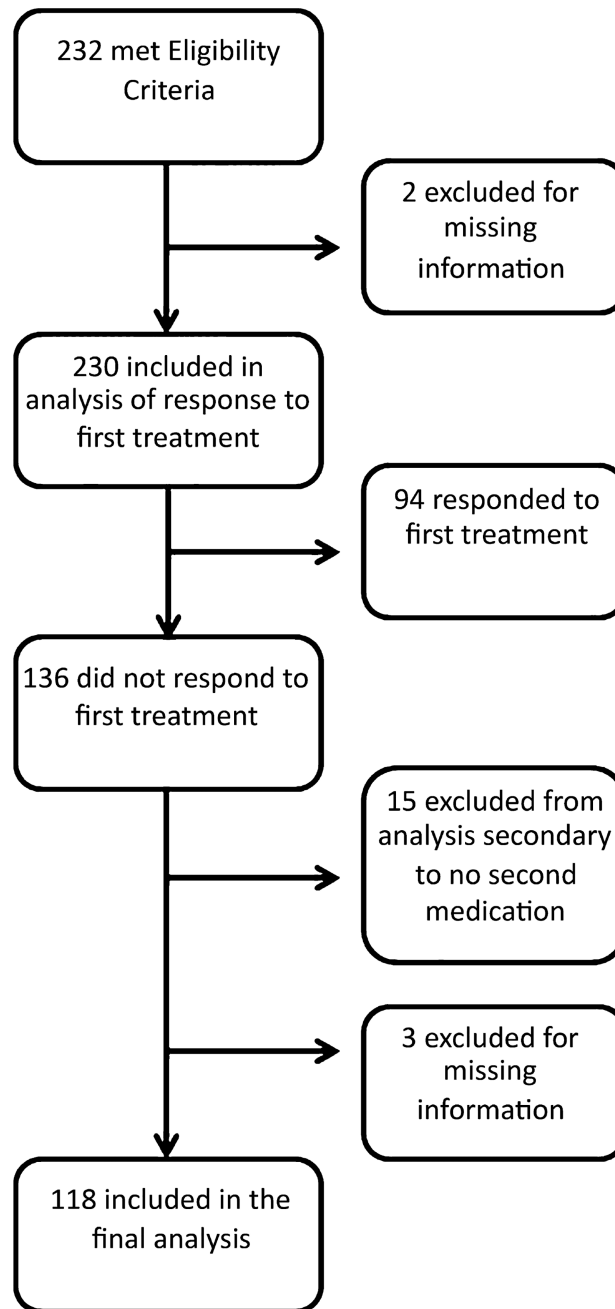 232 met Eligibility
Criteria
2 excluded for
missing
information
230 included in
analysis of response to
first treatment
94 responded to
first treatment
136 did not respond to
first treatment
15 excluded from
analysis secondary
to no second
medication
3 excluded for
missing
information
118 included in the
final analysis